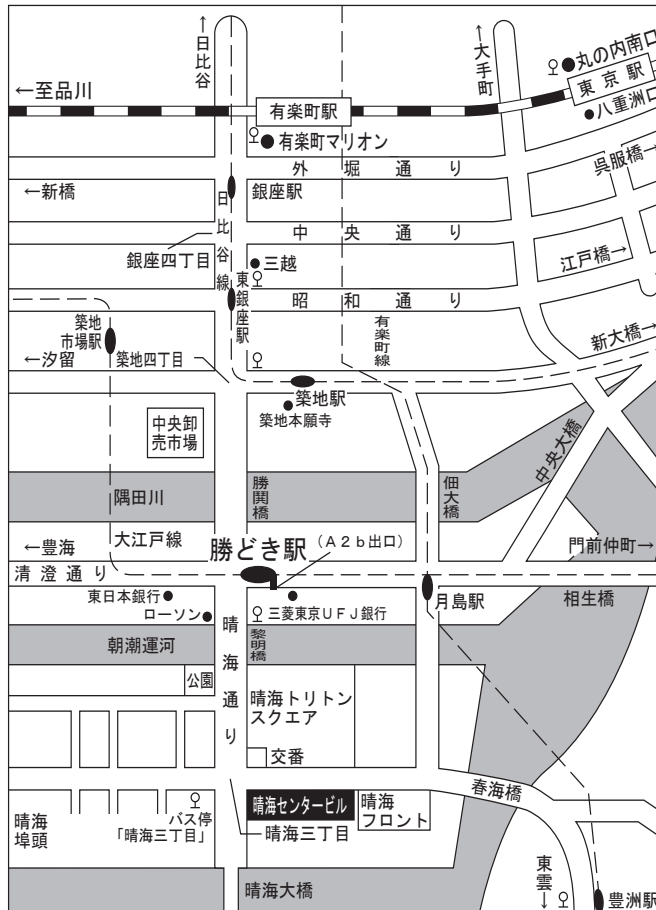 ↑日比谷
↑大手町
丸の内南口
東京駅
←至品川
有楽町駅
八重洲口
有楽町マリオン
呉服橋
外堀通り
←新橋
銀座駅
日比谷線
中央通り
銀座四丁目
三越
江戸橋→
東銀座駅
昭和通り
築地
市場駅
有楽町線
新大橋→
←汐留
築地四丁目
築地駅
築地本願寺
中央卸
売市場
中央大橋
隅田川
勝鬨橋
佃大橋
←豊海
大江戸線
勝どき駅
(A2b出口)
門前仲町→
清澄通り
東日本銀行
ローソン
三菱東京UFJ銀行
月島駅
相生橋
晴海通り
朝潮運河
黎明橋
公園
晴海トリトン
スクエア
交番
春海橋
晴海センタービル
晴海
フロント
晴海
埠頭
バス停
「晴海三丁目」
晴海三丁目
東雲↓
晴海大橋
豊洲駅